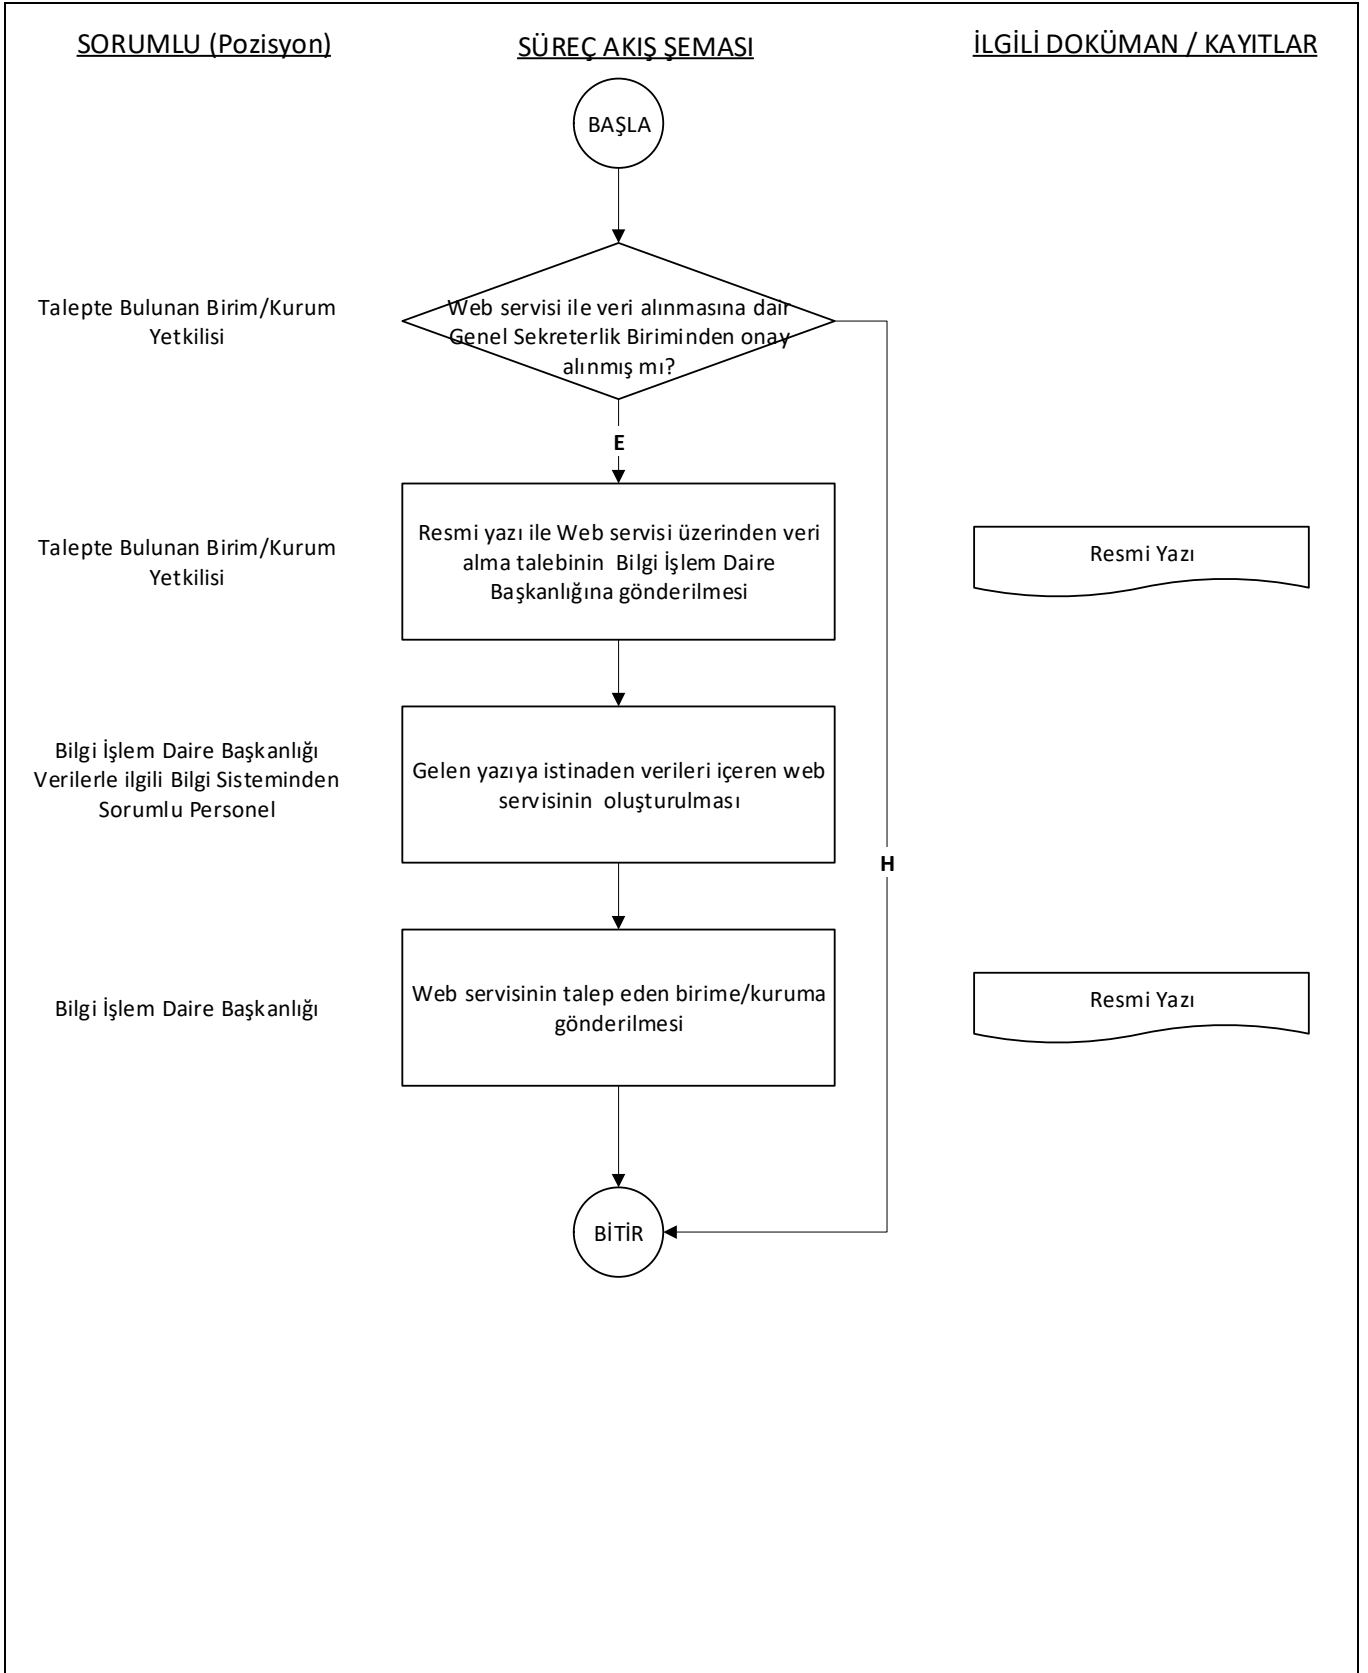 SORUMLU (Pozisyon)
SÜREÇ AKIŞ ŞEMASI
İLGİLİ DOKÜMAN / KAYITLAR
BAŞLA
Talepte Bulunan Birim/Kurum
Yetkilisi
Web servisi ile veri alınmasına dair
Genel Sekreterlik Biriminden onay
alınmış mı?
E
Talepte Bulunan Birim/Kurum
Yetkilisi
Resmi yazı ile Web servisi üzerinden veri
alma talebinin Bilgi İşlem Daire
Başkanlığına gönderilmesi
Resmi Yazı
Bilgi İşlem Daire Başkanlığı
Verilerle ilgili Bilgi Sisteminden
Sorumlu Personel
Gelen yazıya istinaden verileri içeren web
servisinin oluşturulması
H
Bilgi İşlem Daire Başkanlığı
Web servisinin talep eden birime/kuruma
gönderilmesi
Resmi Yazı
BİTİR